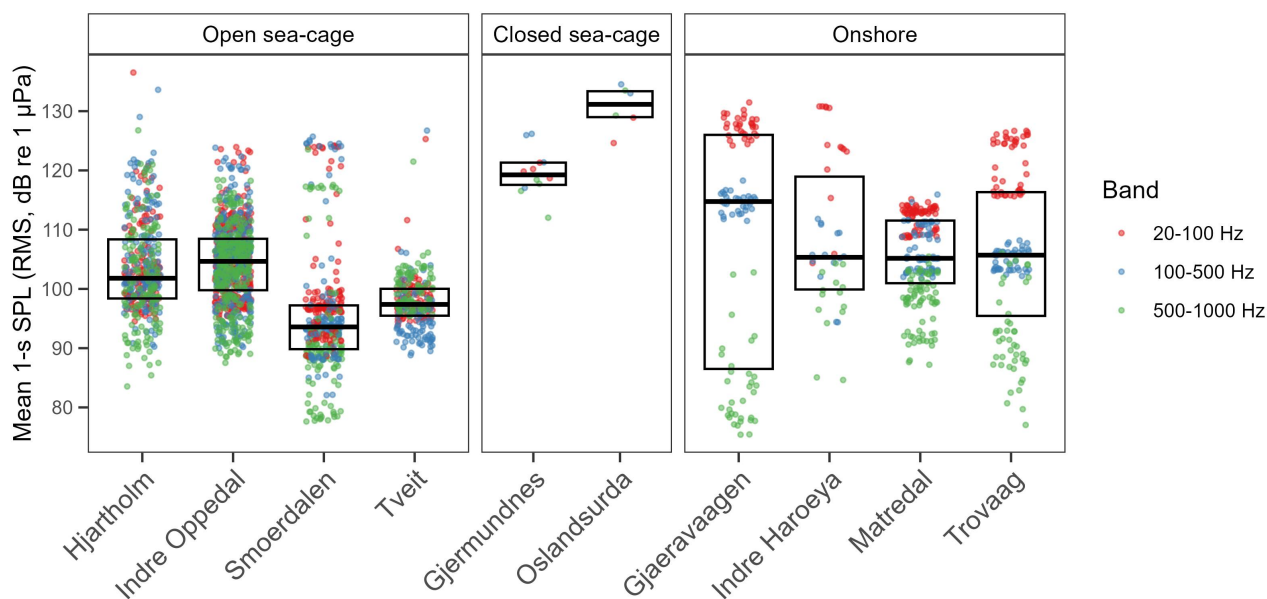 Open sea-cage
Closed sea-cage
Onshore
Mean 1-s SPL (RMS, dB re 1 μPa)
130
120
110
100
90
80
Hjartholm
Indre Oppedal
Smoerdalen
Tveit
Gjermundnes
Oslandsurda
Gjaeravaagen
Indre Haroeya
Matredal
Trovaag
Band
20-100 Hz
100-500 Hz
500-1000 Hz